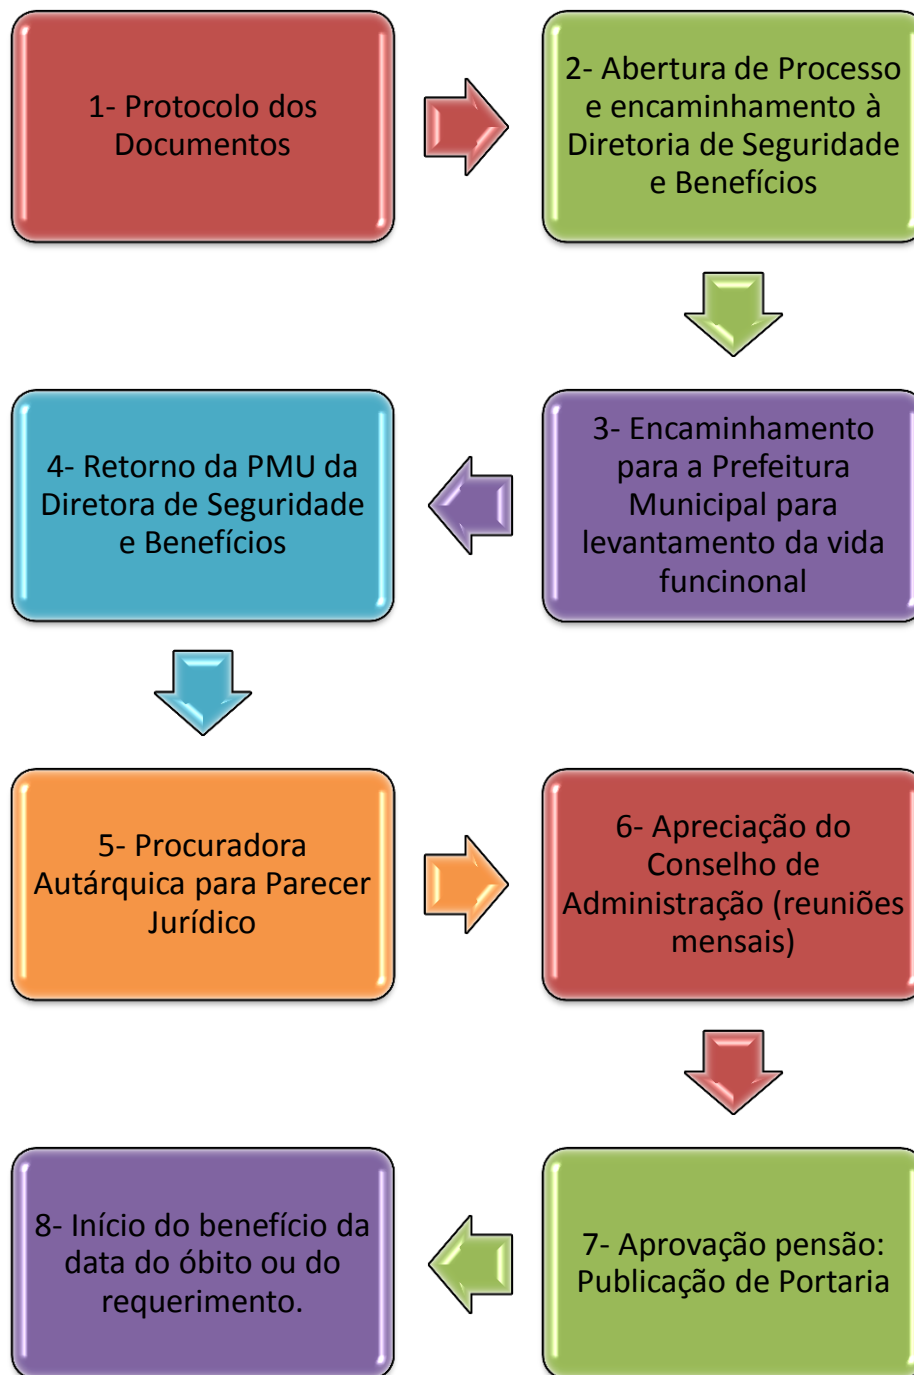 1- Protocolo dos
Documentos
2- Abertura de Processo
e encaminhamento à
Diretoria de Seguridade
e Benefícios
3- Encaminhamento
para a Prefeitura
Municipal para
levantamento da vida
funcinonal
4- Retorno da PMU da
Diretora de Seguridade
e Benefícios
5- Procuradora
Autárquica para Parecer
Jurídico
6- Apreciação do
Conselho de
Administração (reuniões
mensais)
7- Aprovação pensão:
Publicação de Portaria
8- Início do benefício da
data do óbito ou do
requerimento.